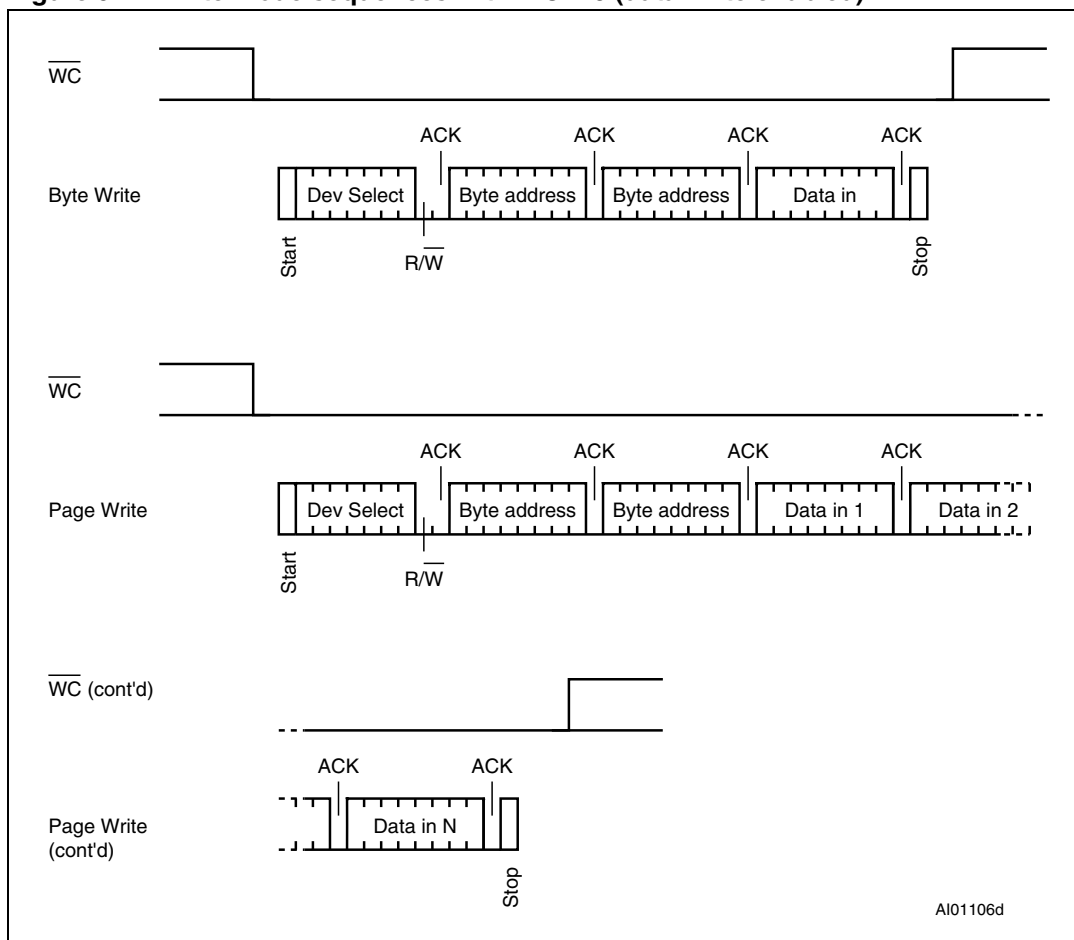 WC
ACK ACK ACK ACK
Byte Write Dev Select Byte address Byte address Data in
Start R/W Stop
WC
ACK ACK ACK ACK
Page Write Dev Select Byte address Byte address Data in 1 Data in 2
Start R/W
WC (cont'd)
ACK ACK
Page Write Data in N
(cont'd)
Stop
AI01106d